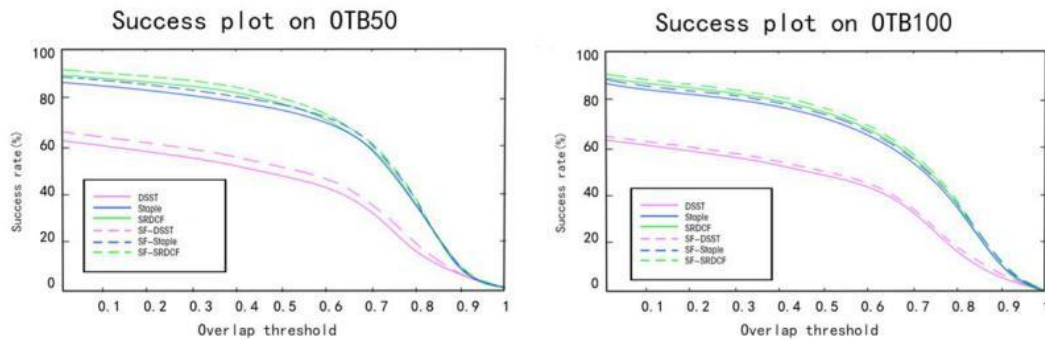 Success plot on OTB50
100
80
60
40
20
0
Success rate(%)
DSST
Staple
SRDCF
SF-DSST
SF-Staple
SF-SRDCF
0.1 0.2 0.3 0.4 0.5 0.6 0.7 0.8 0.9 1
Overlap threshold
Success plot on OTB100
100
80
60
40
20
0
Success rate(%)
DSST
Staple
SRDCF
SF-DSST
SF-Staple
SF-SRDCF
0.1 0.2 0.3 0.4 0.5 0.6 0.7 0.8 0.9 1
Overlap threshold